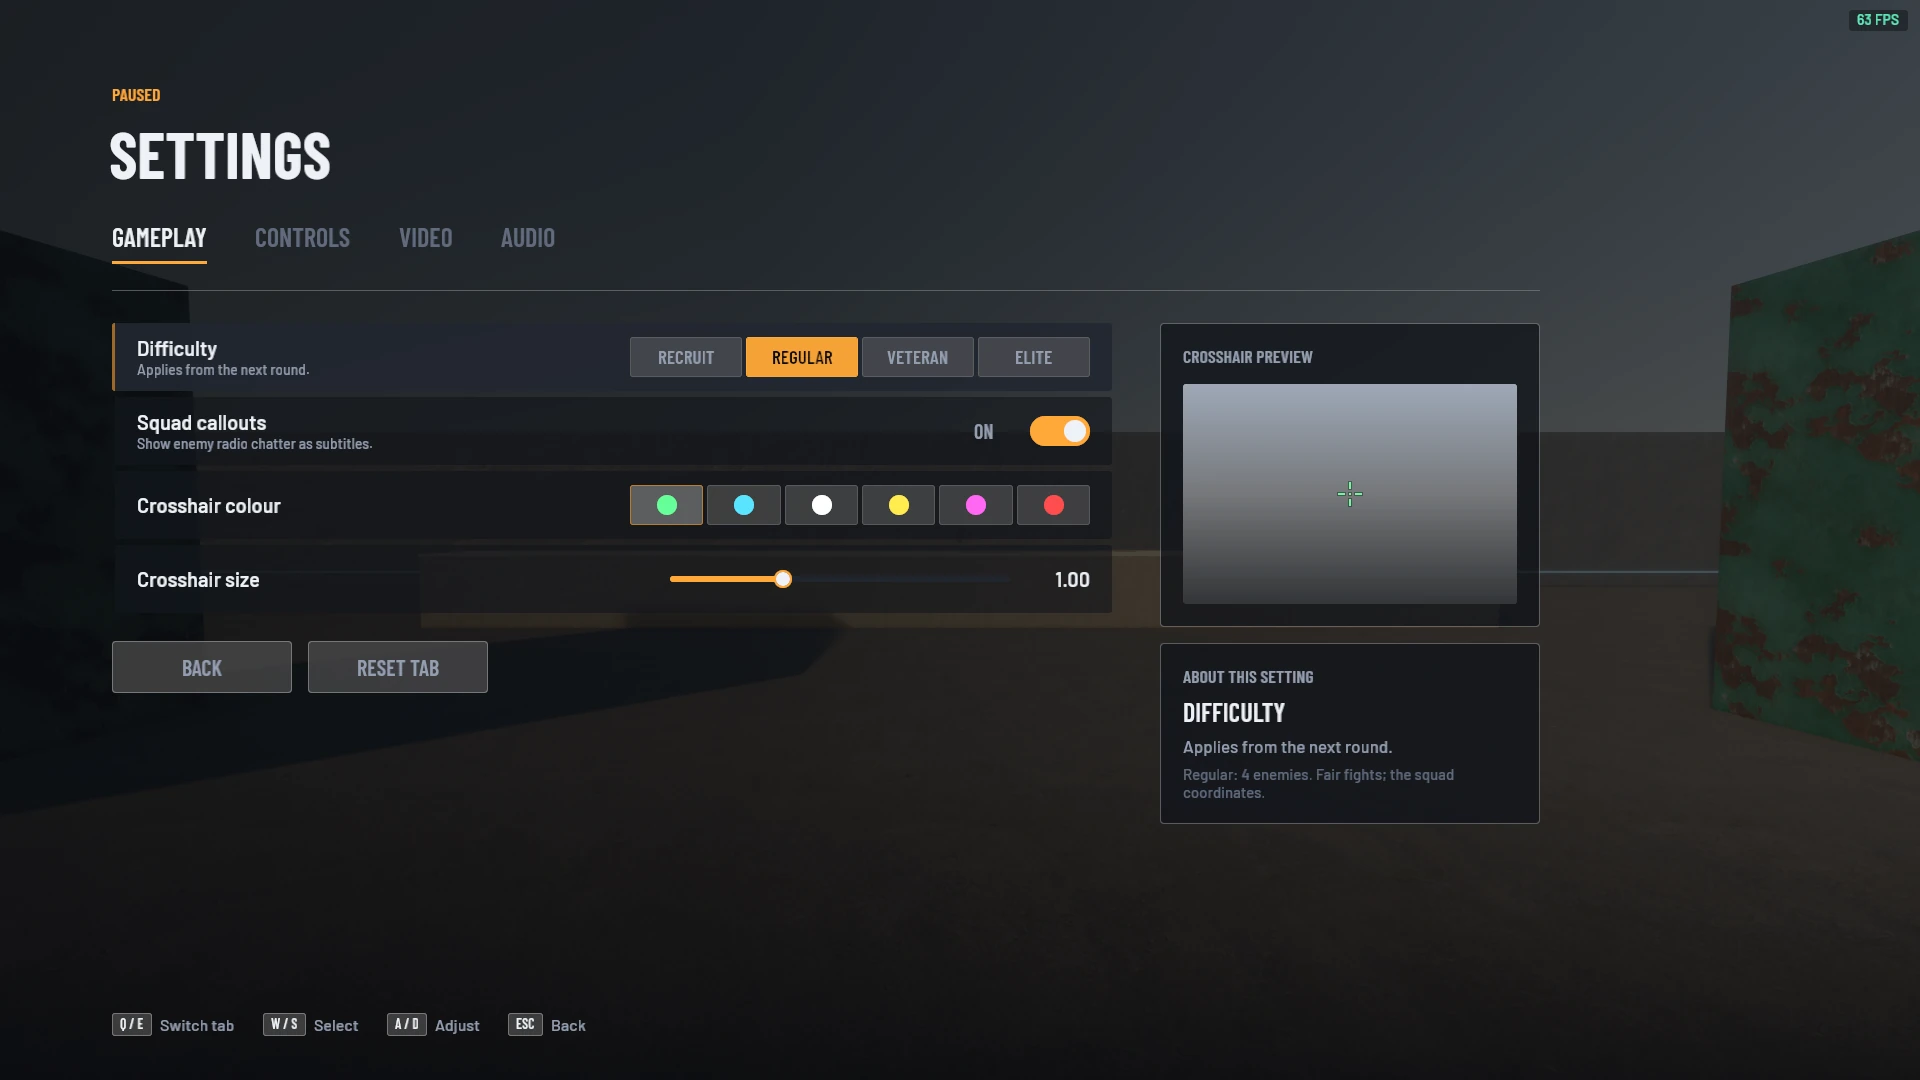 63 FPS
PAUSED
SETTINGS
GAMEPLAY CONTROLS VIDEO AUDIO
Difficulty
Applies from the next round.
RECRUIT REGULAR VETERAN ELITE
Squad callouts
Show enemy radio chatter as subtitles.
ON
Crosshair colour
Crosshair size
1.00
BACK RESET TAB
CROSSHAIR PREVIEW
ABOUT THIS SETTING
DIFFICULTY
Applies from the next round.
Regular: 4 enemies. Fair fights; the squad
coordinates.
Q / E Switch tab W / S Select A / D Adjust ESC Back